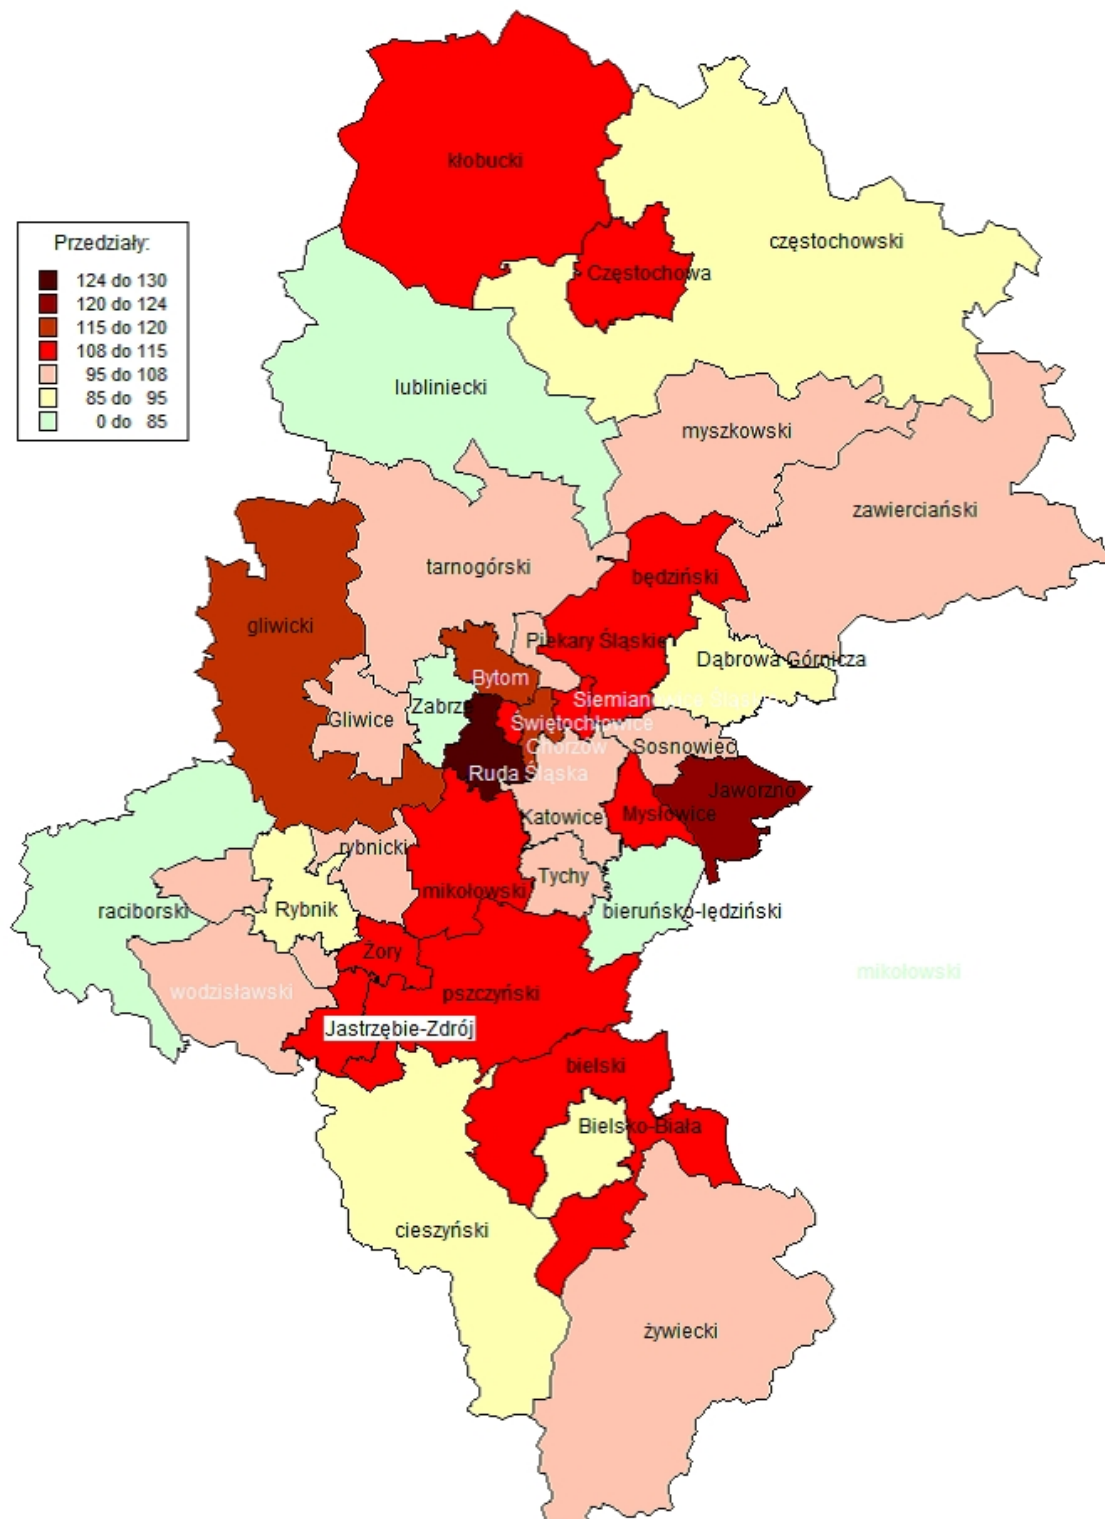 kłobucki
częstochowski
Przedziały:
Częstochowa
124 do 130
120 do 124
115 do 120
108 do 115
95 do 108
85 do 95
0 do 85
lubliniecki
myszkowski
zawierciański
tarnogórski
będziński
gliwicki
Piekary Śląskie
Dąbrowa Górnicza
Bytom
Siemianowice Śląskie
Zabrze
Gliwice
Świętochłowice
Chorzów
Sosnowiec
Ruda Śląska
Jaworzno
Katowice
Mysłowice
rybnicki
Tychy
mikołowski
raciborski
Rybnik
bieruńsko-lędziński
Żory
mikołowski
wodzisławski
pszczyński
Jastrzębie-Zdrój
bielski
Bielsko-Biała
cieszyński
żywiecki